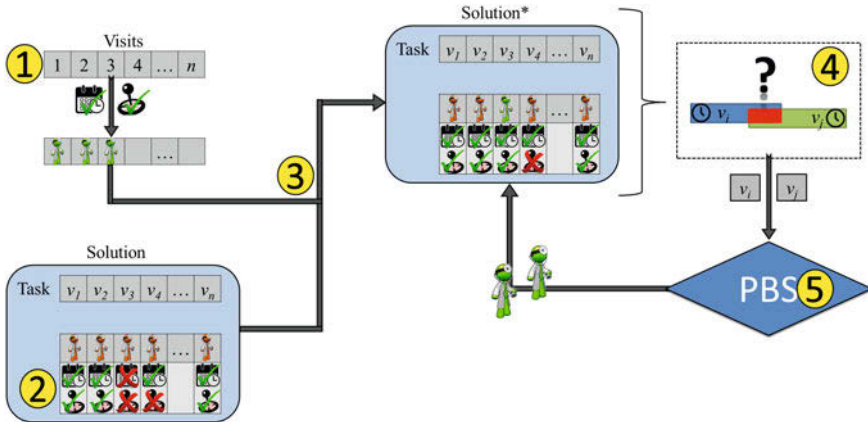 Visits
1
1 2 3 4 … n
3
Solution
Task v1 v2 v3 v4 … vn
…
2
Solution*
Task v1 v2 v3 v4 … vn
…
4
?
vi vj
vi vj
PBS 5
…